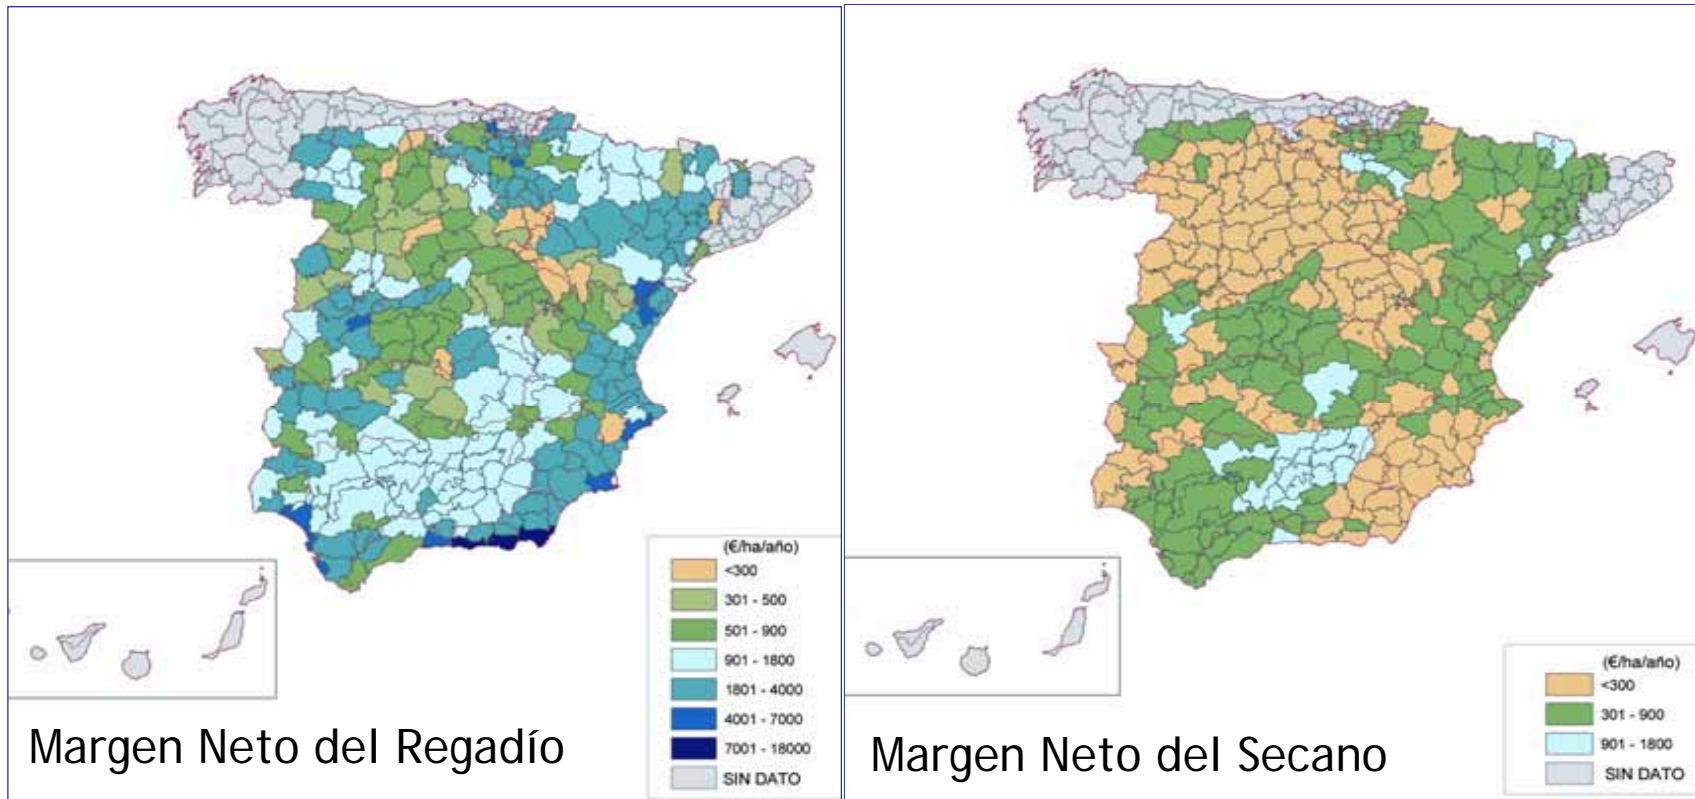 (€/ha/año)
<300
301 - 500
501 - 900
901 - 1800
1801 - 4000
4001 - 7000
7001 - 18000
SIN DATO
Margen Neto del Regadío
(€/ha/año)
<300
301 - 900
901 - 1800
SIN DATO
Margen Neto del Secano